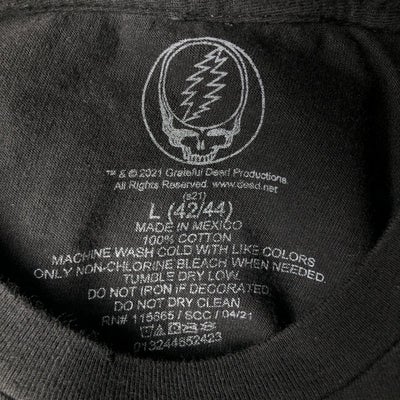 ™ & © 2021 Grateful Dead Productions.
All Rights Reserved. www.dead.net
(s21)
L (42/44)
MADE IN MEXICO
100% COTTON
MACHINE WASH COLD WITH LIKE COLORS
ONLY NON-CHLORINE BLEACH WHEN NEEDED.
TUMBLE DRY LOW.
DO NOT IRON IF DECORATED
DO NOT DRY CLEAN
RN# 115665 / SCC / 04/21
013244652423